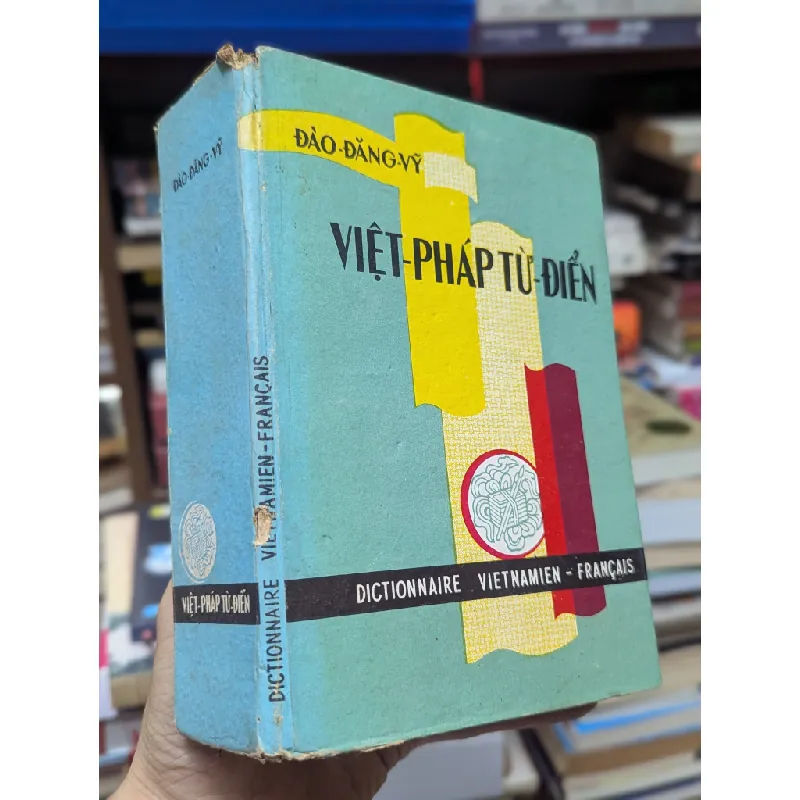 ĐÀO-ĐĂNG-VỸ
VIỆT-PHÁP TỪ-ĐIỂN
DICTIONNAIRE VIETNAMIEN-FRANÇAIS
ĐÀO-ĐĂNG-VỸ
VIỆT-PHÁP TỪ-ĐIỂN
DICTIONNAIRE VIETNAMIEN-FRANÇAIS